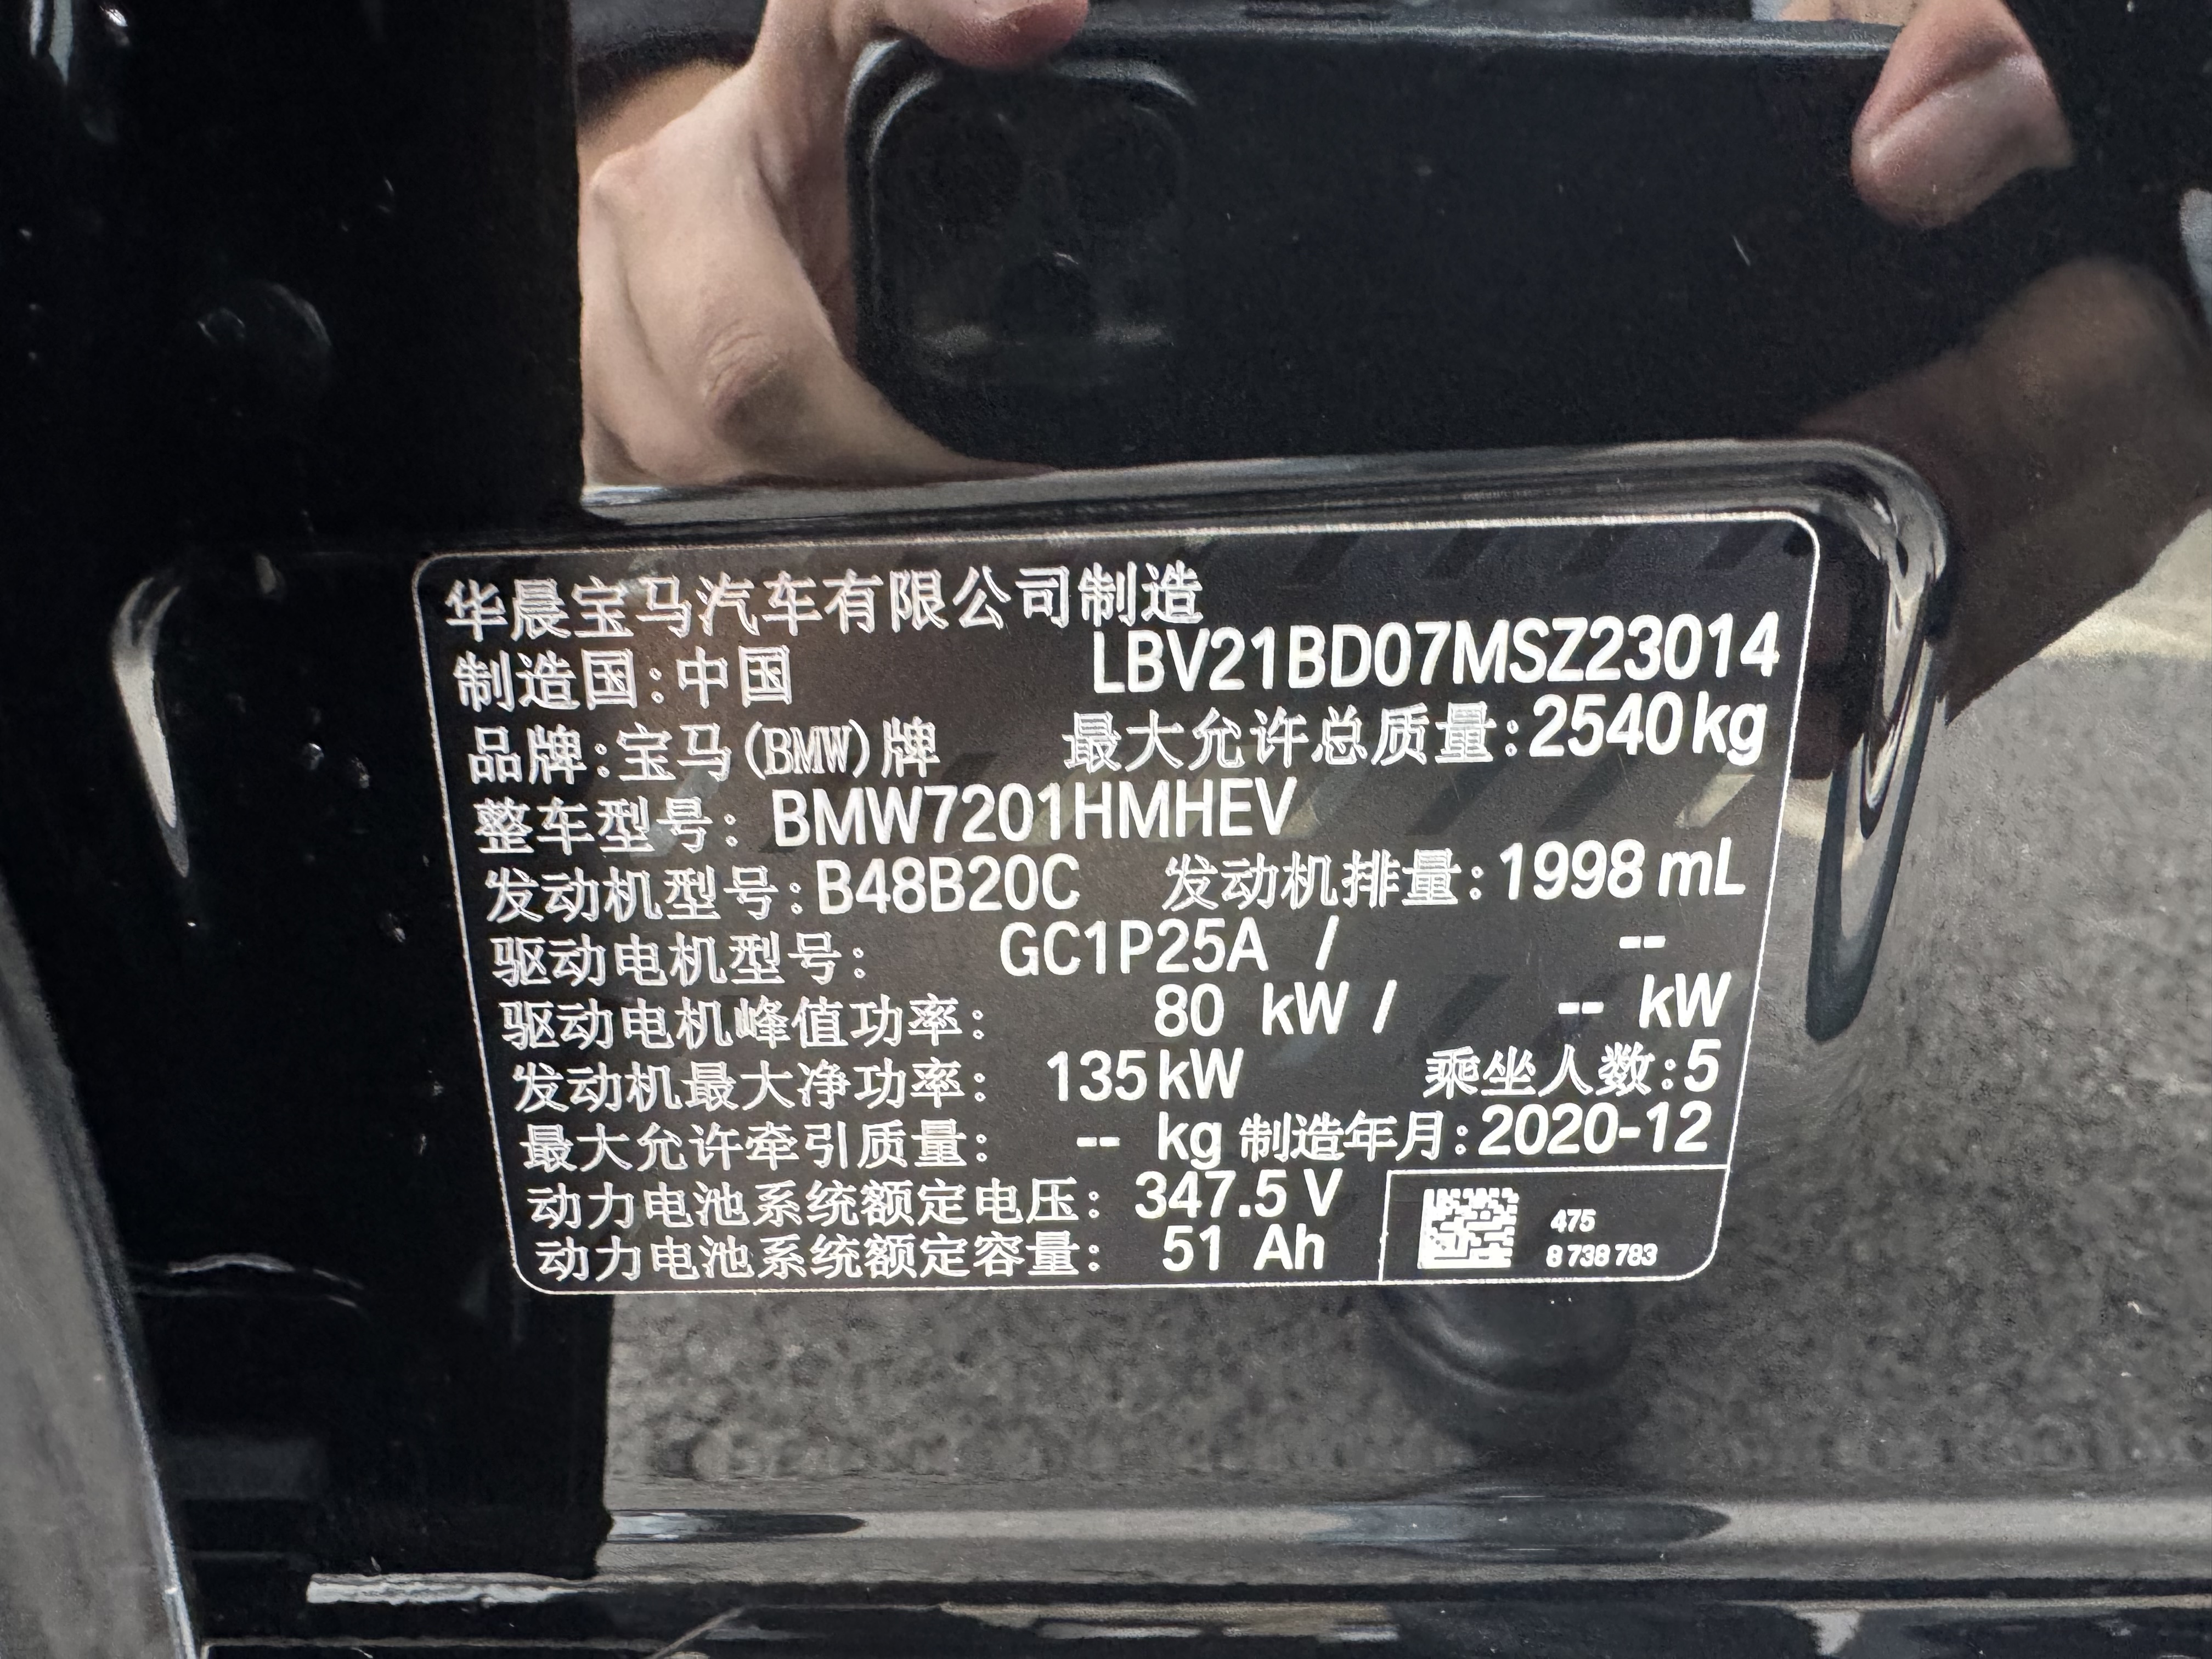 华晨宝马汽车有限公司制造
制造国:中国 LBV21BD07MSZ23014
品牌:宝马(BMW)牌 最大允许总质量:2540kg
整车型号: BMW7201HMHEV
发动机型号:B48B20C 发动机排量:1998 mL
驱动电机型号: GC1P25A / --
驱动电机峰值功率: 80 kW / -- kW
发动机最大净功率: 135kW 乘坐人数:5
最大允许牵引质量: -- kg 制造年月:2020-12
动力电池系统额定电压: 347.5 V
动力电池系统额定容量: 51 Ah
475
8 738 783